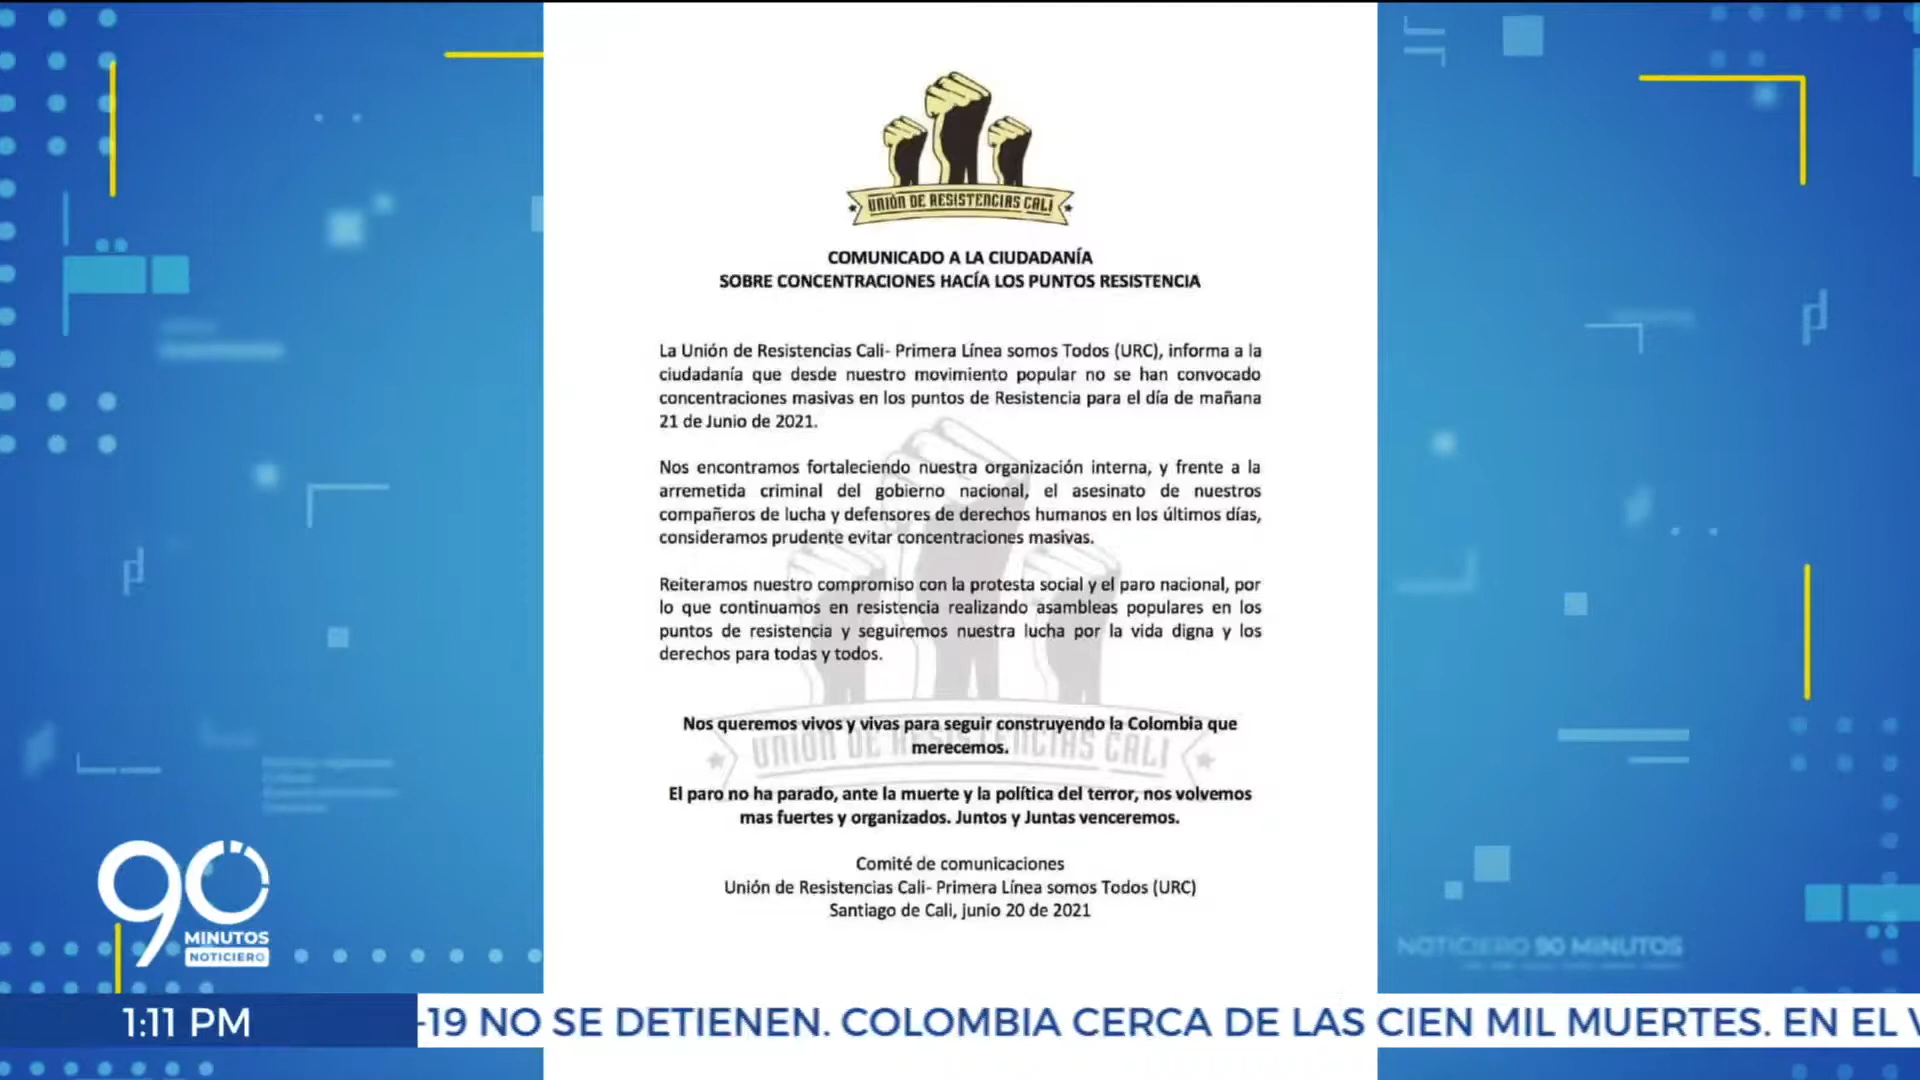 UNIÓN DE RESISTENCIAS CALI
COMUNICADO A LA CIUDADANÍA
SOBRE CONCENTRACIONES HACÍA LOS PUNTOS RESISTENCIA
La Unión de Resistencias Cali- Primera Línea somos Todos (URC), informa a la
ciudadanía que desde nuestro movimiento popular no se han convocado
concentraciones masivas en los puntos de Resistencia para el día de mañana
21 de Junio de 2021.
Nos encontramos fortaleciendo nuestra organización interna, y frente a la
arremetida criminal del gobierno nacional, el asesinato de nuestros
compañeros de lucha y defensores de derechos humanos en los últimos días,
consideramos prudente evitar concentraciones masivas.
Reiteramos nuestro compromiso con la protesta social y el paro nacional, por
lo que continuamos en resistencia realizando asambleas populares en los
puntos de resistencia y seguiremos nuestra lucha por la vida digna y los
derechos para todas y todos.
Nos queremos vivos y vivas para seguir construyendo la Colombia que
merecemos.
UNIÓN DE RESISTENCIAS CALI
El paro no ha parado, ante la muerte y la política del terror, nos volvemos
mas fuertes y organizados. Juntos y Juntas venceremos.
Comité de comunicaciones
Unión de Resistencias Cali- Primera Línea somos Todos (URC)
Santiago de Cali, junio 20 de 2021
90
MINUTOS
NOTICIERO
NOTICIERO 90 MINUTOS
1:11 PM
-19 NO SE DETIENEN. COLOMBIA CERCA DE LAS CIEN MIL MUERTES. EN EL V